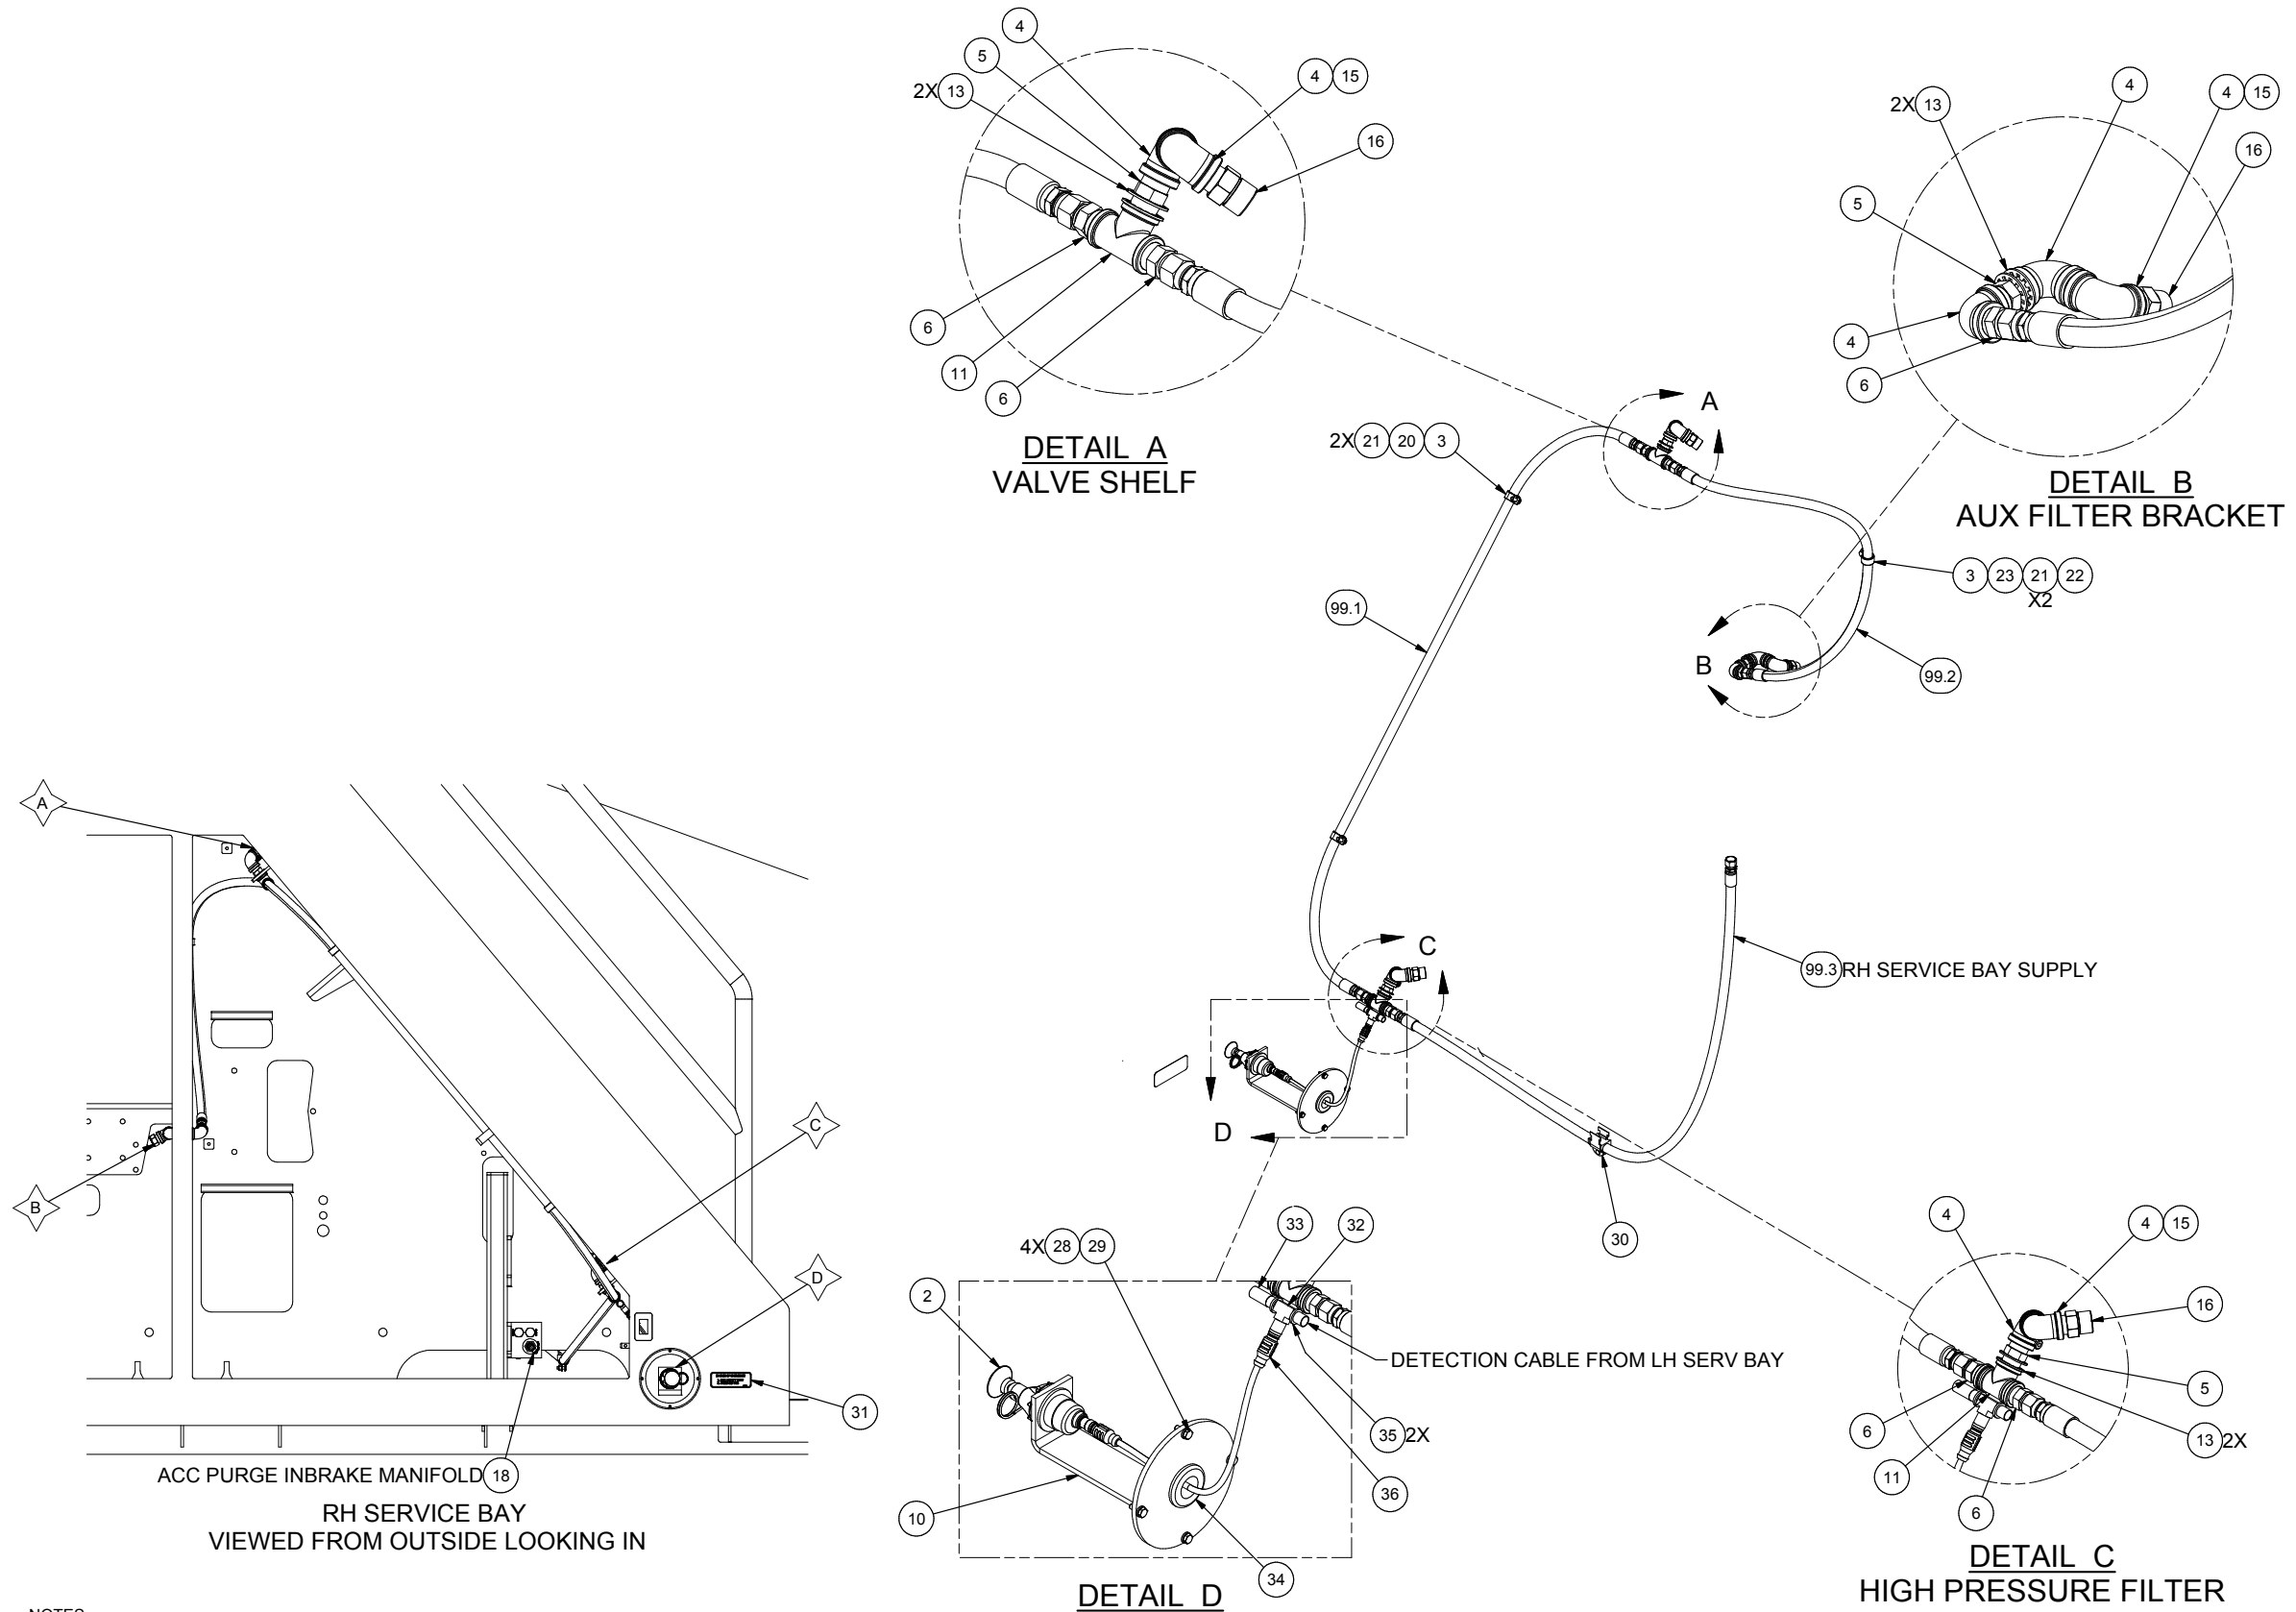 4
5
2X 13
4 15
16
6
11
6
DETAIL A
VALVE SHELF
4
2X 13
4 15
16
5
4
6
DETAIL B
AUX FILTER BRACKET
A
2X 21 20 3
3 23 21 22
X2
99.1
B
99.2
C
99.3 RH SERVICE BAY SUPPLY
D
30
A
B
C
D
31
ACC PURGE INBRAKE MANIFOLD 18
RH SERVICE BAY
VIEWED FROM OUTSIDE LOOKING IN
33
32
4X 28 29
2
DETECTION CABLE FROM LH SERV BAY
35 2X
36
10
34
DETAIL D
4
4 15
16
5
6
13 2X
11
6
DETAIL C
HIGH PRESSURE FILTER
NOTES